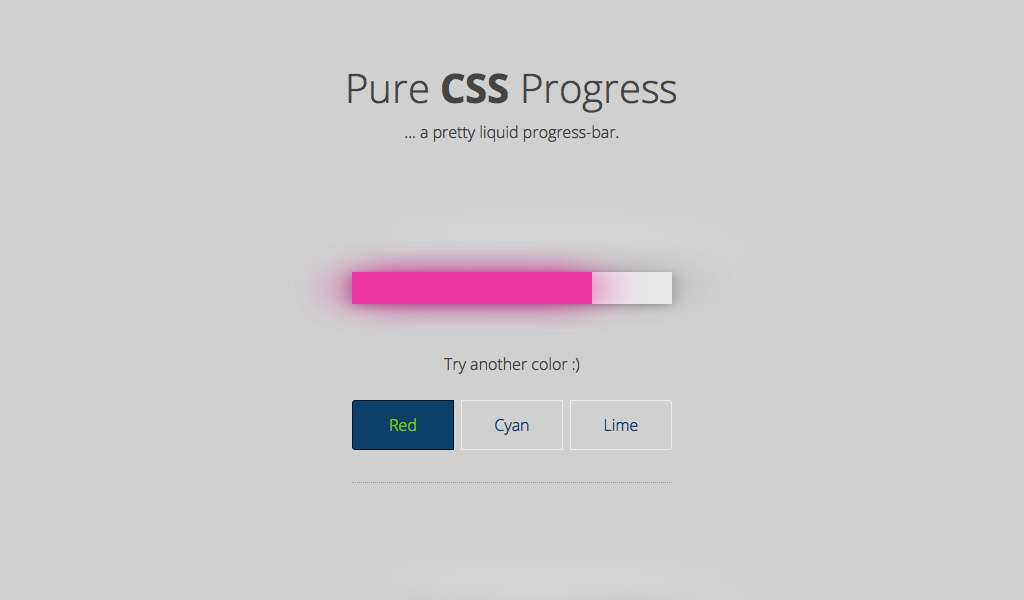 Pure CSS Progress
... a pretty liquid progress-bar.
Try another color :)
Red
Cyan
Lime